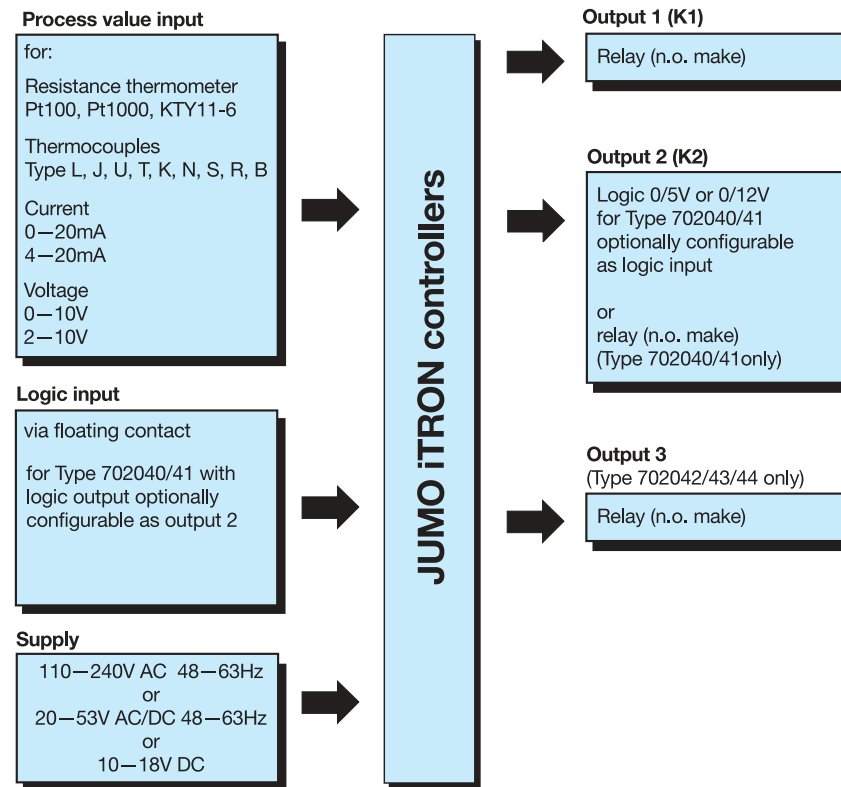 Process value input
for:
Resistance thermometer
Pt100, Pt1000, KTY11-6
Thermocouples
Type L, J, U, T, K, N, S, R, B
Current
0—20mA
4—20mA
Voltage
0—10V
2—10V
Logic input
via floating contact
for Type 702040/41 with
logic output optionally
configurable as output 2
Supply
110—240V AC 48—63Hz
or
20—53V AC/DC 48—63Hz
or
10—18V DC
JUMO iTRON controllers
Output 1 (K1)
Relay (n.o. make)
Output 2 (K2)
Logic 0/5V or 0/12V
for Type 702040/41
optionally configurable
as logic input
or
relay (n.o. make)
(Type 702040/41only)
Output 3
(Type 702042/43/44 only)
Relay (n.o. make)